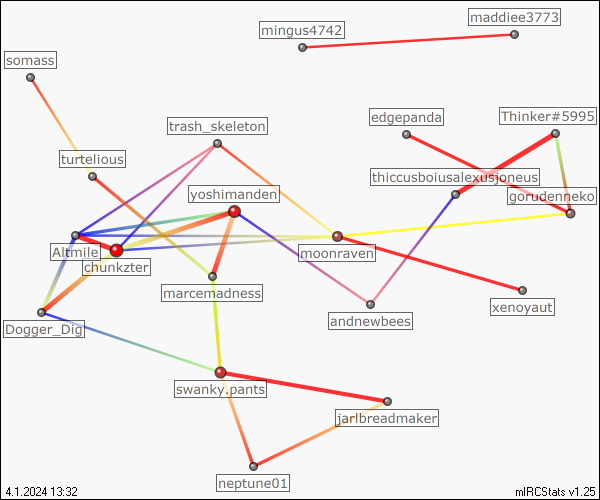 maddiee3773
mingus4742
somass
edgepanda
Thinker#5995
trash_skeleton
turtelious
thiccusboiusalexusjoneus
yoshimanden
gorudenneko
Altmile
moonraven
chunkzter
marcemadness
xenoyaut
andnewbees
Dogger_Dig
swanky.pants
jarlbreadmaker
neptune01
4.1.2024 13:32
mIRCStats v1.25